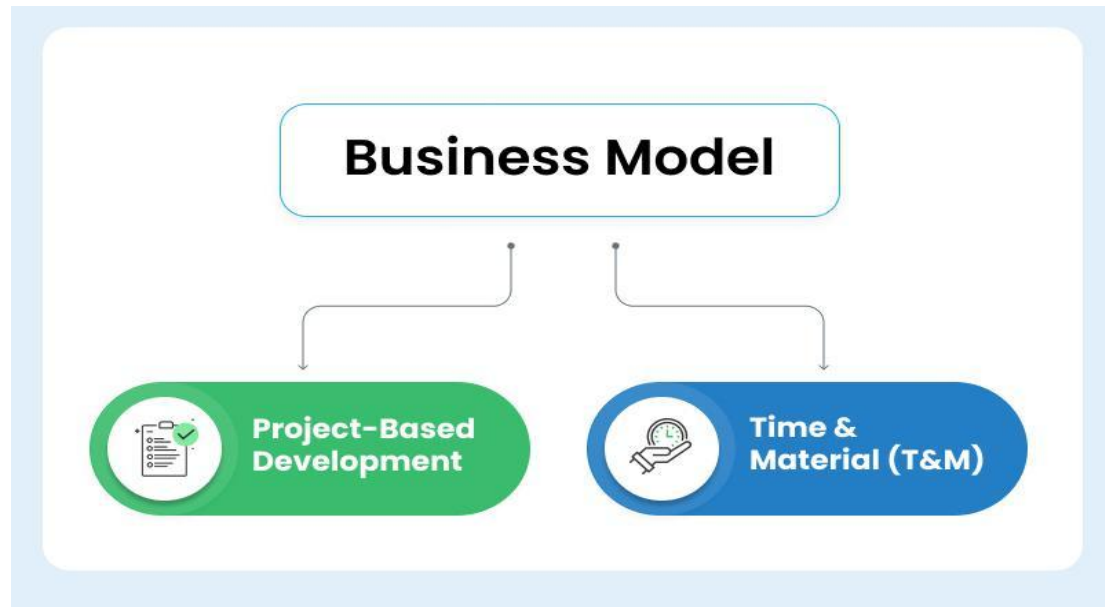 Business Model
Project-Based
Development
Time &
Material (T&M)